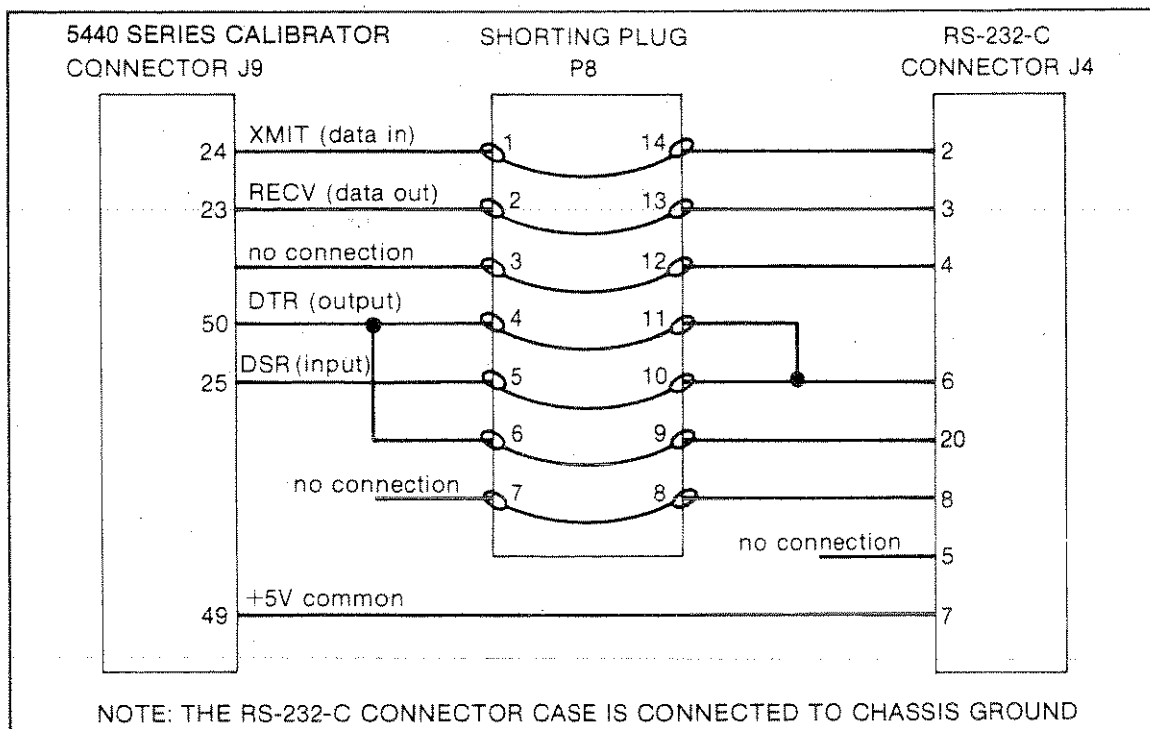 5440 SERIES CALIBRATOR
CONNECTOR J9
SHORTING PLUG
P8
RS-232-C
CONNECTOR J4
24 XMIT (data in) 1 14 2
23 RECV (data out) 2 13 3
no connection 3 12 4
50 DTR (output) 4 11
25 DSR (input) 5 10 6
6 9 20
no connection 7 8 8
no connection 5
49 +5V common 7
NOTE: THE RS-232-C CONNECTOR CASE IS CONNECTED TO CHASSIS GROUND